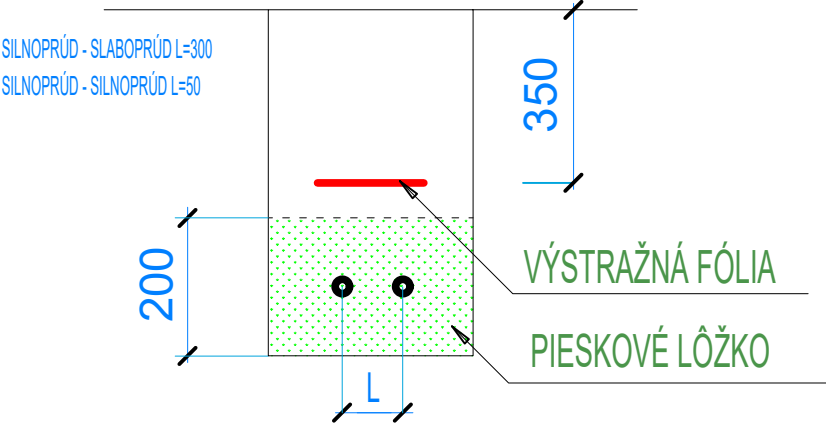 SILNOPRÚD - SLABOPRÚD L=300
SILNOPRÚD - SILNOPRÚD L=50
350
200
VÝSTRAŽNÁ FÓLIA
PIESKOVÉ LÔŽKO
L